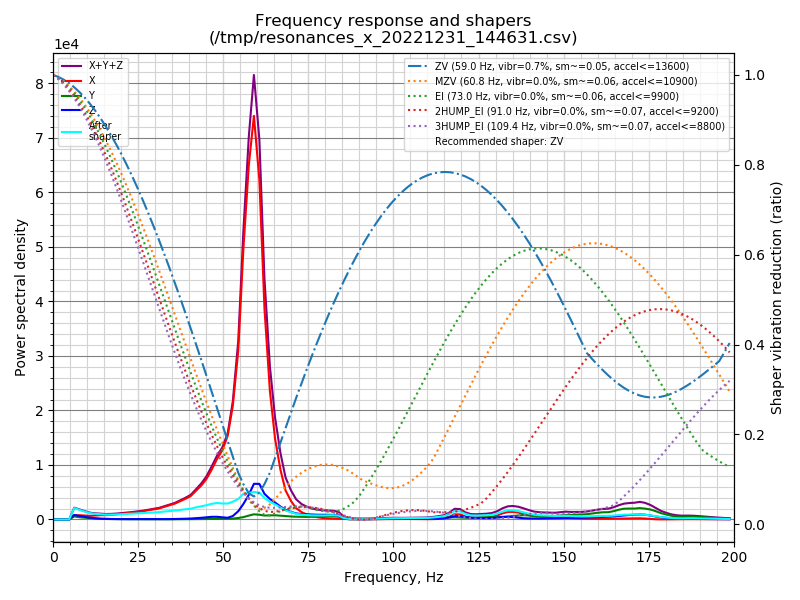 Frequency response and shapers
(/tmp/resonances_x_20221231_144631.csv)
1e4
X+Y+Z
X
Y
Z
After
shaper
ZV (59.0 Hz, vibr=0.7%, sm~=0.05, accel<=13600)
MZV (60.8 Hz, vibr=0.0%, sm~=0.06, accel<=10900)
EI (73.0 Hz, vibr=0.0%, sm~=0.06, accel<=9900)
2HUMP_EI (91.0 Hz, vibr=0.0%, sm~=0.07, accel<=9200)
3HUMP_EI (109.4 Hz, vibr=0.0%, sm~=0.07, accel<=8800)
Recommended shaper: ZV
8
7
6
5
4
3
2
1
0
Power spectral density
1.0
0.8
0.6
0.4
0.2
0.0
Shaper vibration reduction (ratio)
0 25 50 75 100 125 150 175 200
Frequency, Hz